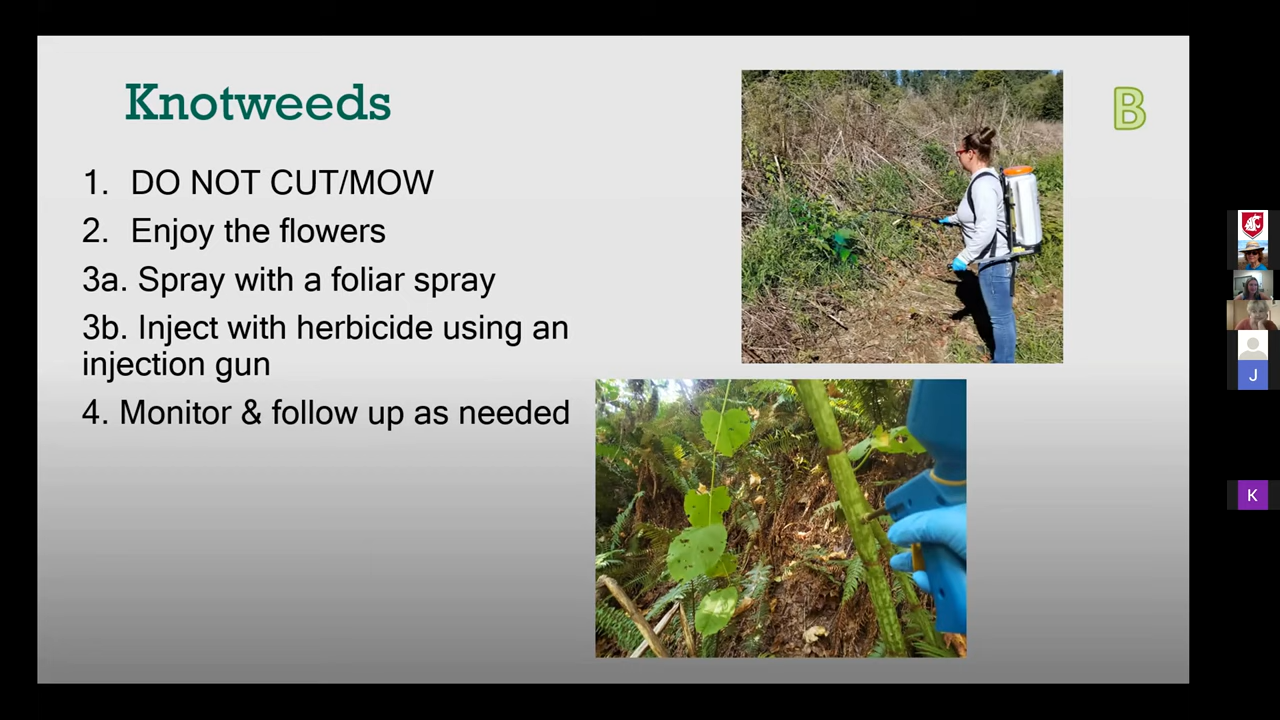 Knotweeds
B
1. DO NOT CUT/MOW
2. Enjoy the flowers
3a. Spray with a foliar spray
3b. Inject with herbicide using an
injection gun
4. Monitor & follow up as needed
J
K